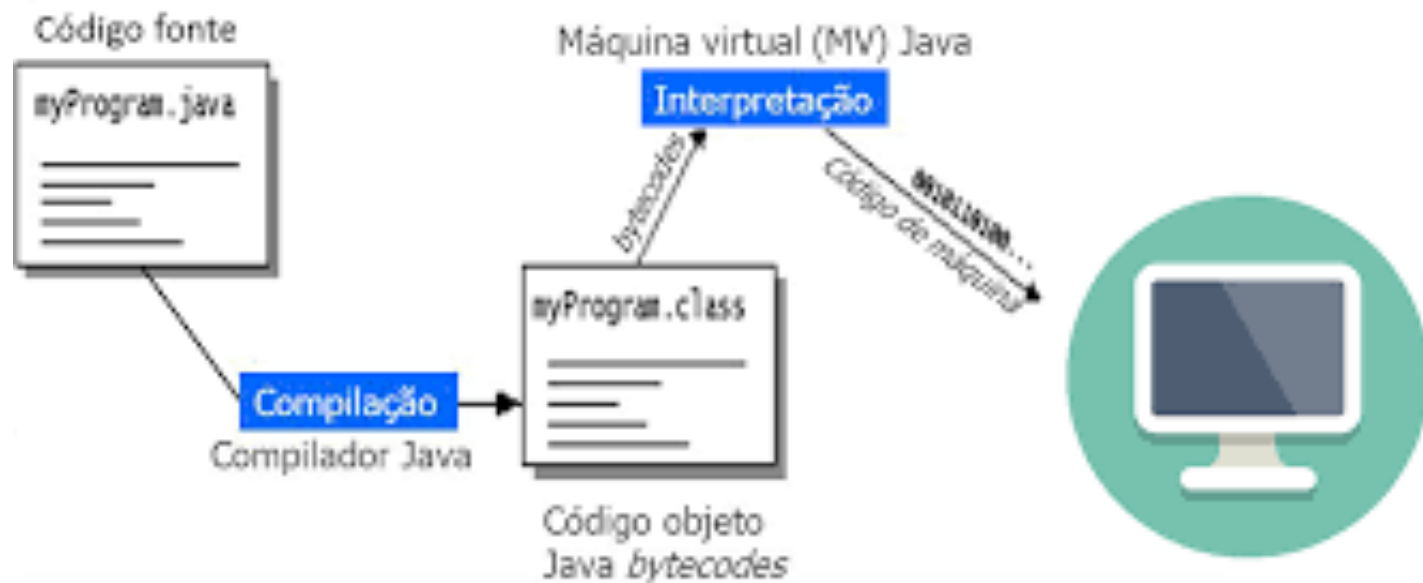 Código fonte
myProgram.java
Compilação
Compilador Java
myProgram.class
Código objeto
Java bytecodes
bytecodes
Máquina virtual (MV) Java
Interpretação
Código de máquina